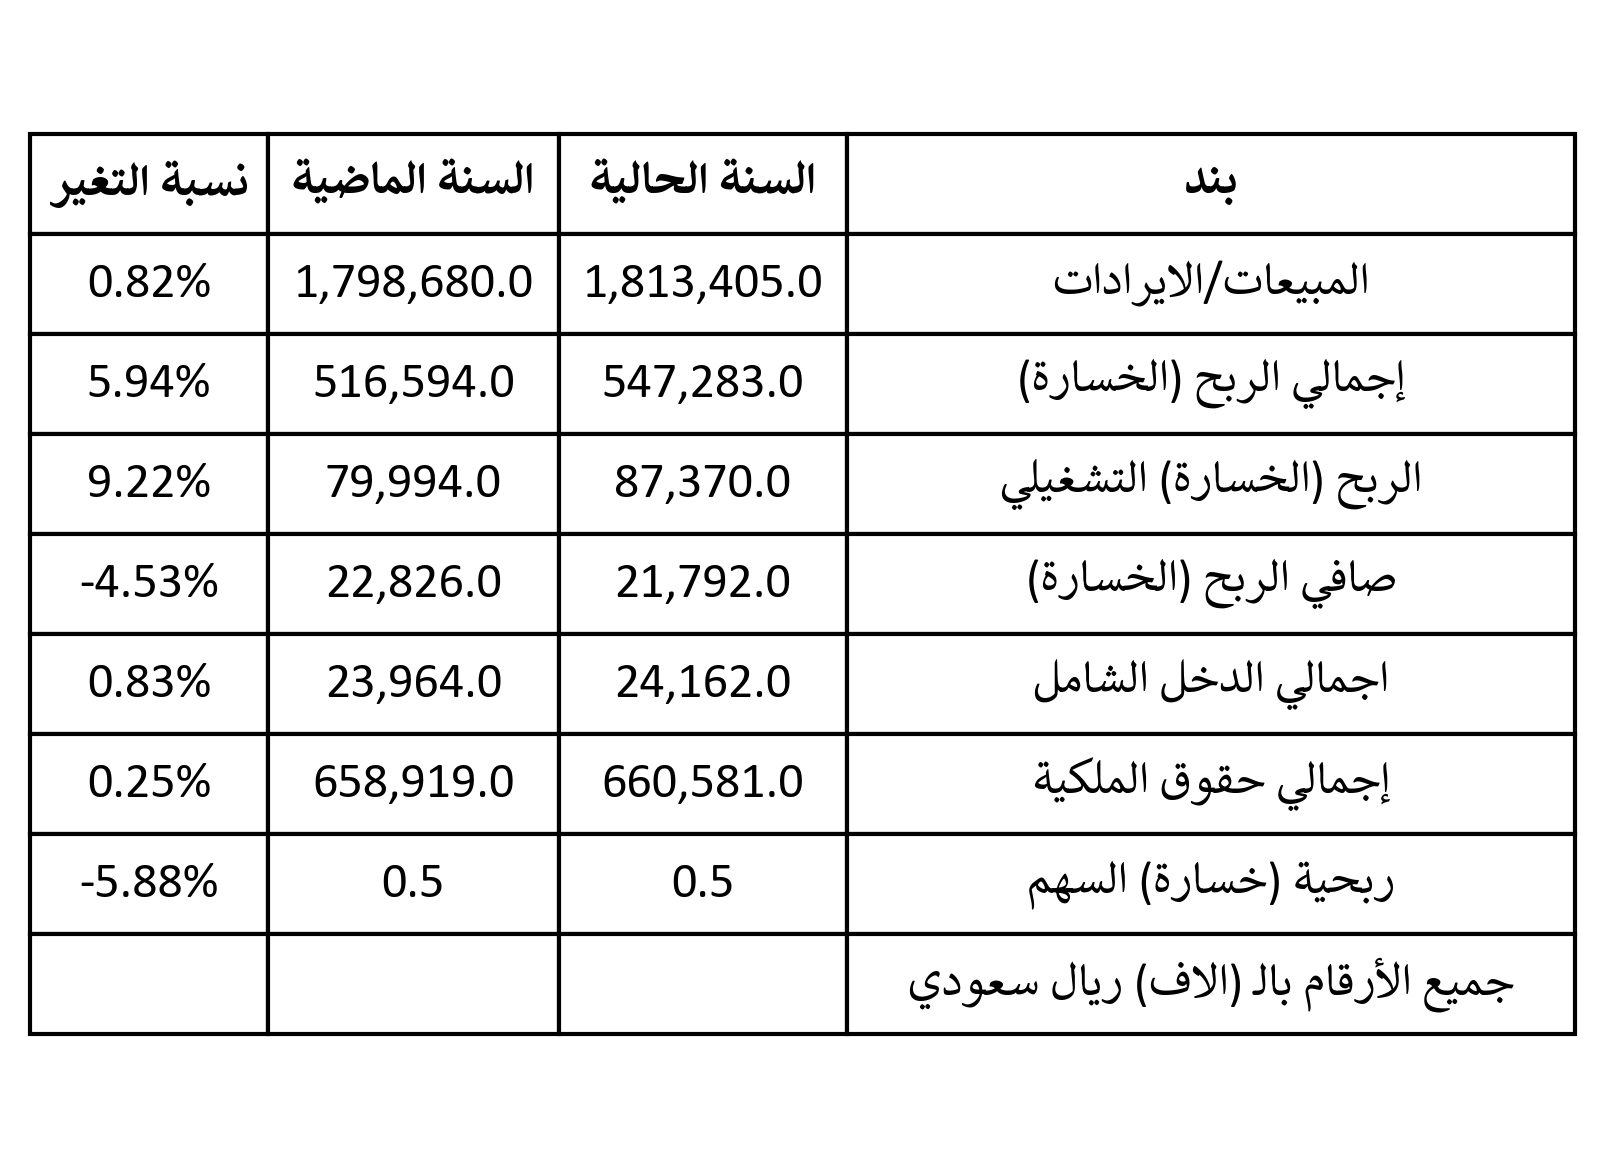 بند السنة الحالية السنة الماضية نسبة التغير
المبيعات/الايرادات 1,813,405.0 1,798,680.0 0.82%
إجمالي الربح (الخسارة) 547,283.0 516,594.0 5.94%
الربح (الخسارة) التشغيلي 87,370.0 79,994.0 9.22%
صافي الربح (الخسارة) 21,792.0 22,826.0 -4.53%
اجمالي الدخل الشامل 24,162.0 23,964.0 0.83%
إجمالي حقوق الملكية 660,581.0 658,919.0 0.25%
ربحية (خسارة) السهم 0.5 0.5 -5.88%
جميع الأرقام بالـ (الاف) ريال سعودي